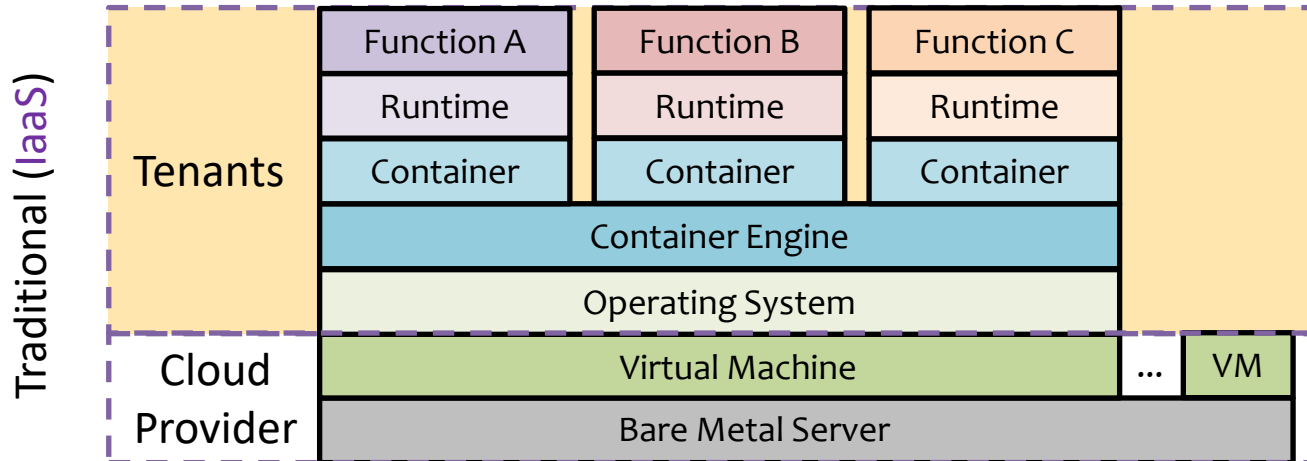 Traditional (IaaS)
Tenants
Function A
Function B
Function C
Runtime
Runtime
Runtime
Container
Container
Container
Container Engine
Operating System
Cloud
Provider
Virtual Machine
...
VM
Bare Metal Server